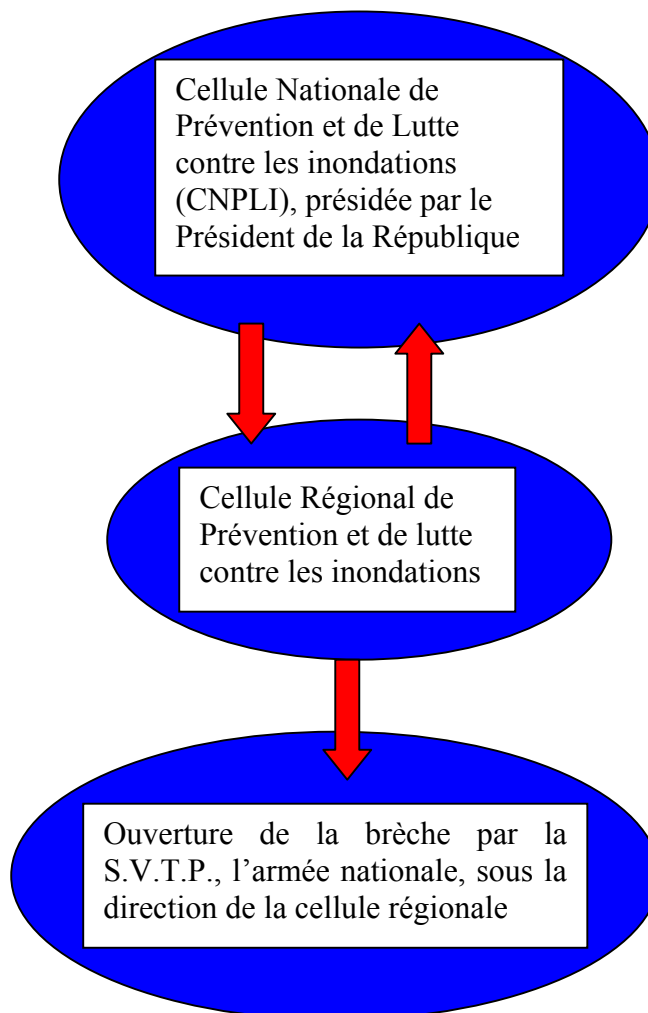 Cellule Nationale de
Prévention et de Lutte
contre les inondations
(CNPLI), présidée par le
Président de la République
Cellule Régional de
Prévention et de lutte
contre les inondations
Ouverture de la brèche par la
S.V.T.P., l’armée nationale, sous la
direction de la cellule régionale